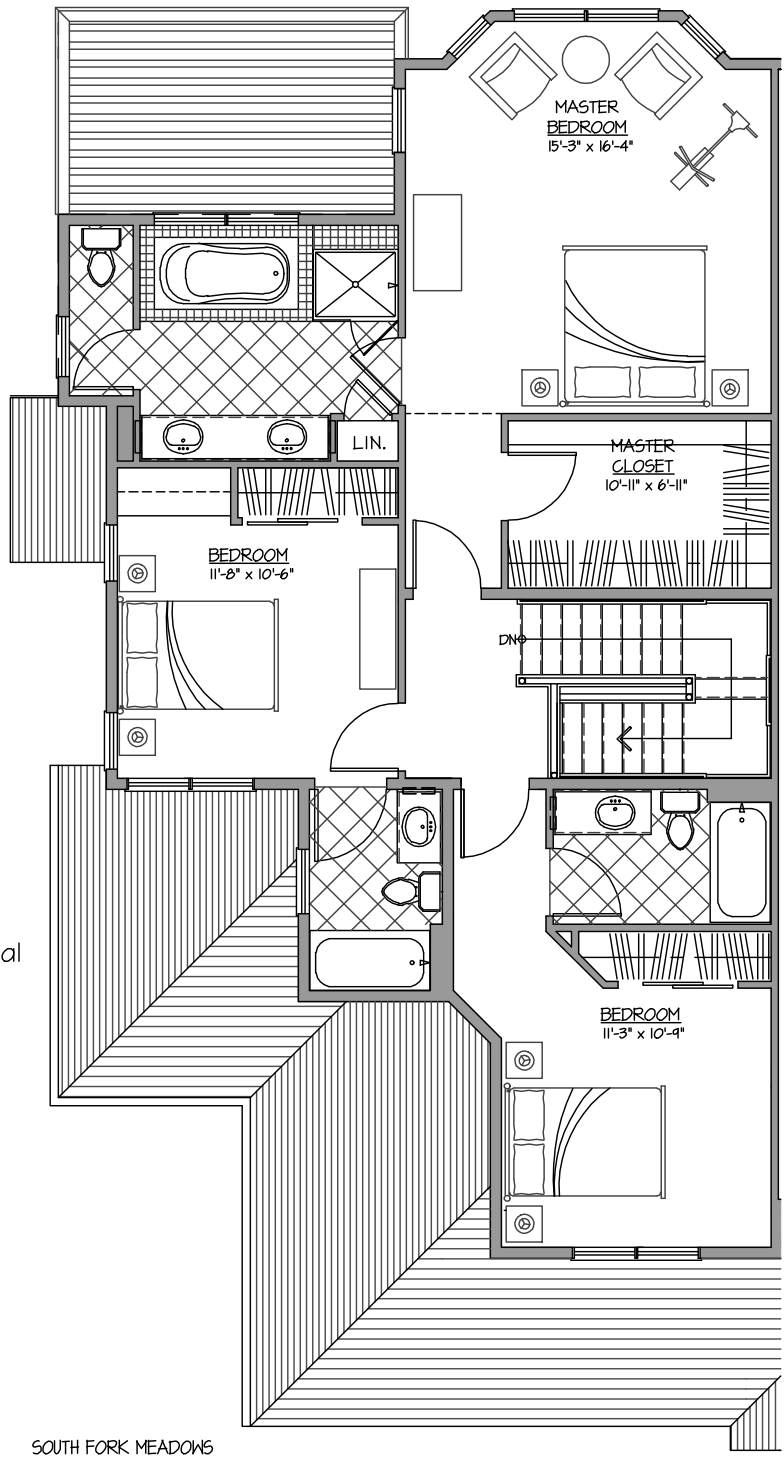 MASTER
BEDROOM
15'-3" x 16'-4"
LIN.
MASTER
CLOSET
10'-11" x 6'-11"
BEDROOM
11'-8" x 10'-6"
DN
al
BEDROOM
11'-3" x 10'-9"
SOUTH FORK MEADOWS